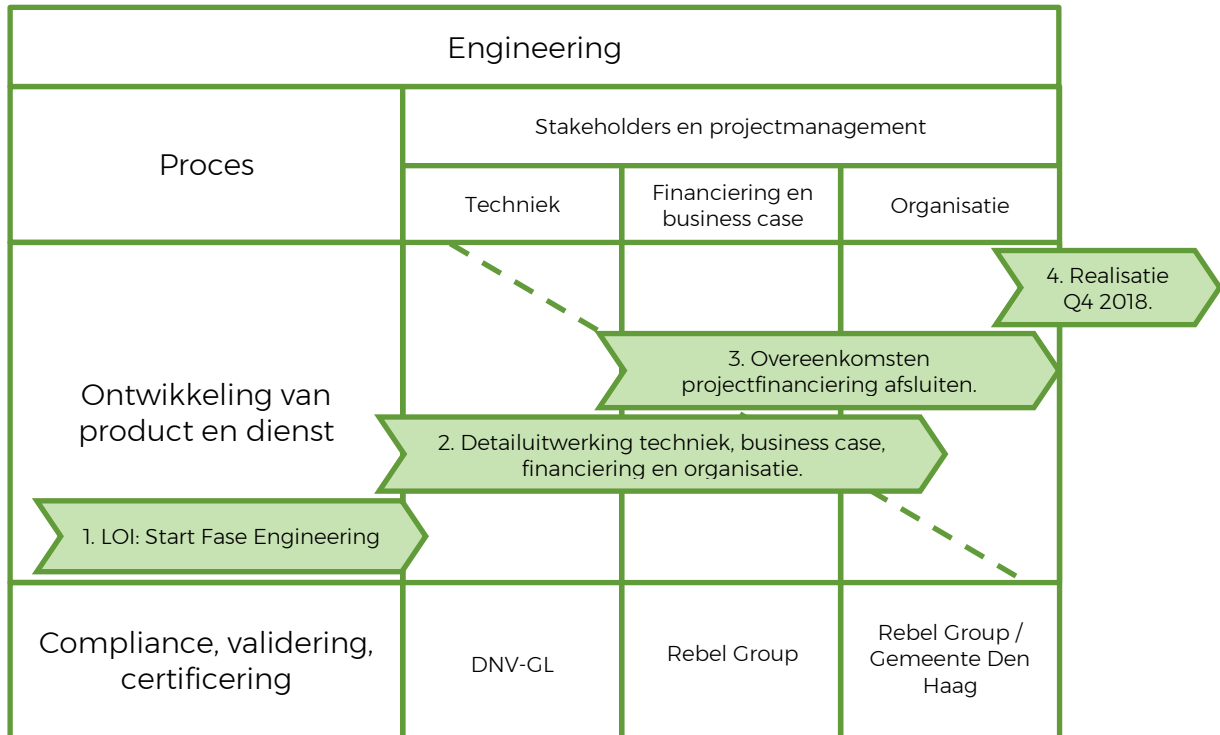 Engineering
Proces
Stakeholders en projectmanagement
Techniek
Financiering en
business case
Organisatie
Ontwikkeling van
product en dienst
4. Realisatie
Q4 2018.
3. Overeenkomsten
projectfinanciering afsluiten.
2. Detailuitwerking techniek, business case,
financiering en organisatie.
1. LOI: Start Fase Engineering
Compliance, validering,
certificering
DNV-GL
Rebel Group
Rebel Group /
Gemeente Den
Haag